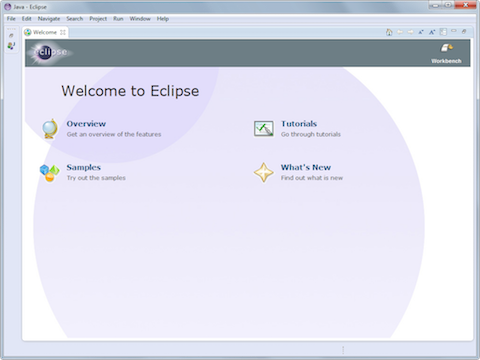 Java - Eclipse
File Edit Navigate Search Project Run Window Help
Welcome
eclipse
Workbench
Welcome to Eclipse
Overview
Get an overview of the features
Tutorials
Go through tutorials
Samples
Try out the samples
What's New
Find out what is new